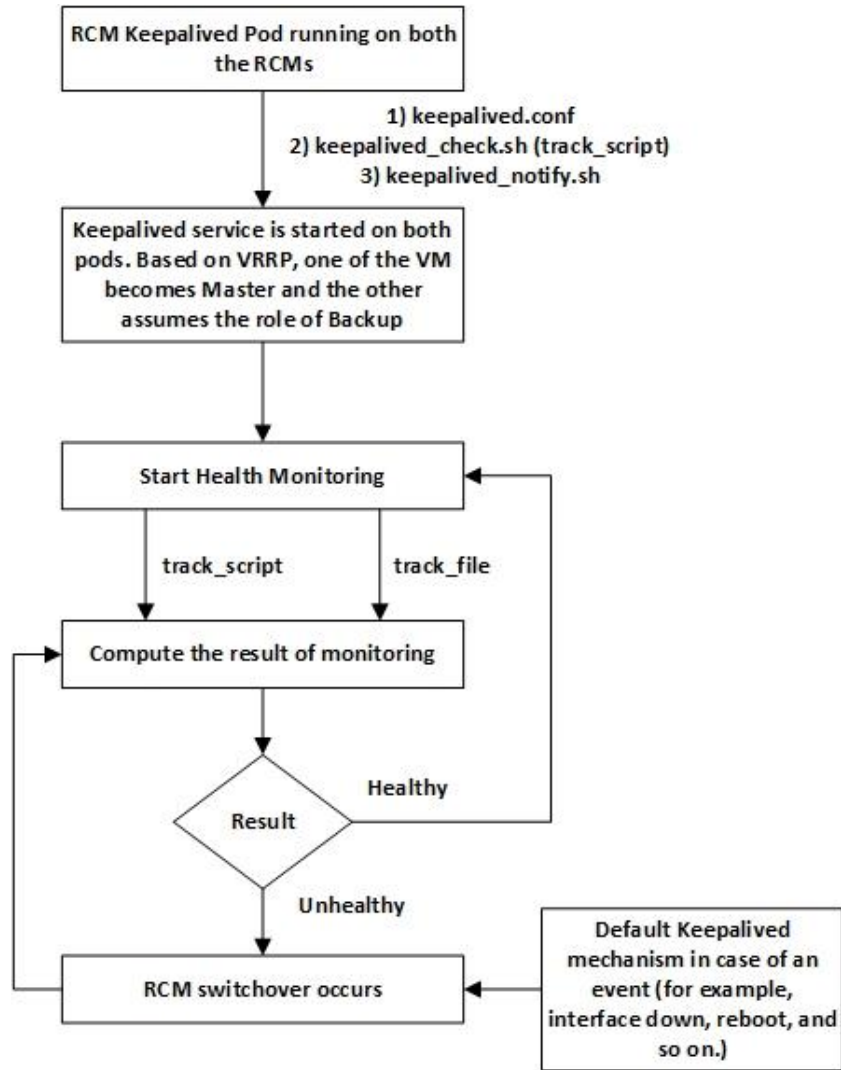 RCM Keepalived Pod running on both
the RCMs
1) keepalived.conf
2) keepalived_check.sh (track_script)
3) keepalived_notify.sh
Keepalived service is started on both
pods. Based on VRRP, one of the VM
becomes Master and the other
assumes the role of Backup
Start Health Monitoring
track_script
track_file
Compute the result of monitoring
Healthy
Result
Unhealthy
Default Keepalived
mechanism in case of an
event (for example,
interface down, reboot, and
so on.)
RCM switchover occurs